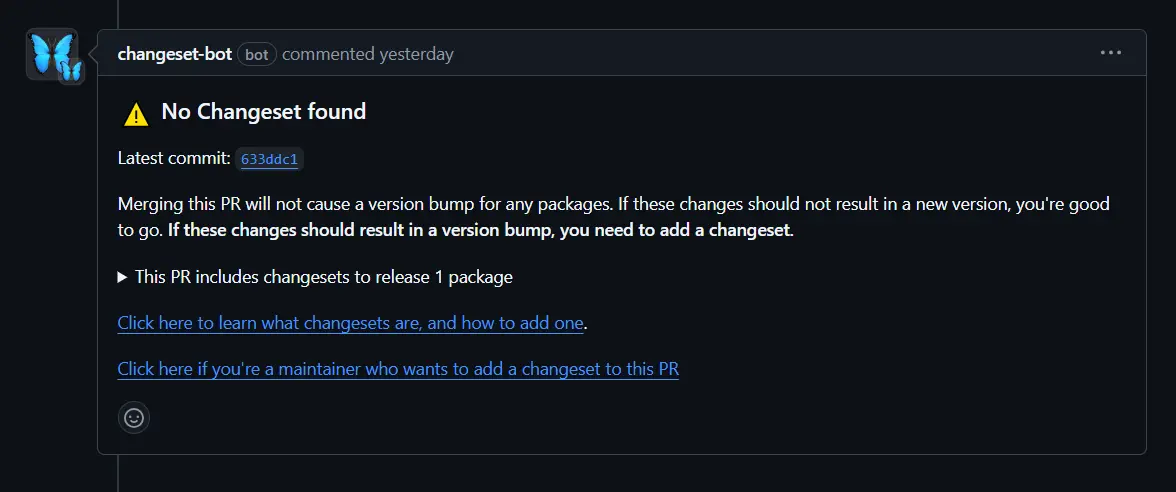 changeset-bot bot commented yesterday
No Changeset found
Latest commit: 633ddc1
Merging this PR will not cause a version bump for any packages. If these changes should not result in a new version, you're good
to go. If these changes should result in a version bump, you need to add a changeset.
This PR includes changesets to release 1 package
Click here to learn what changesets are, and how to add one.
Click here if you're a maintainer who wants to add a changeset to this PR